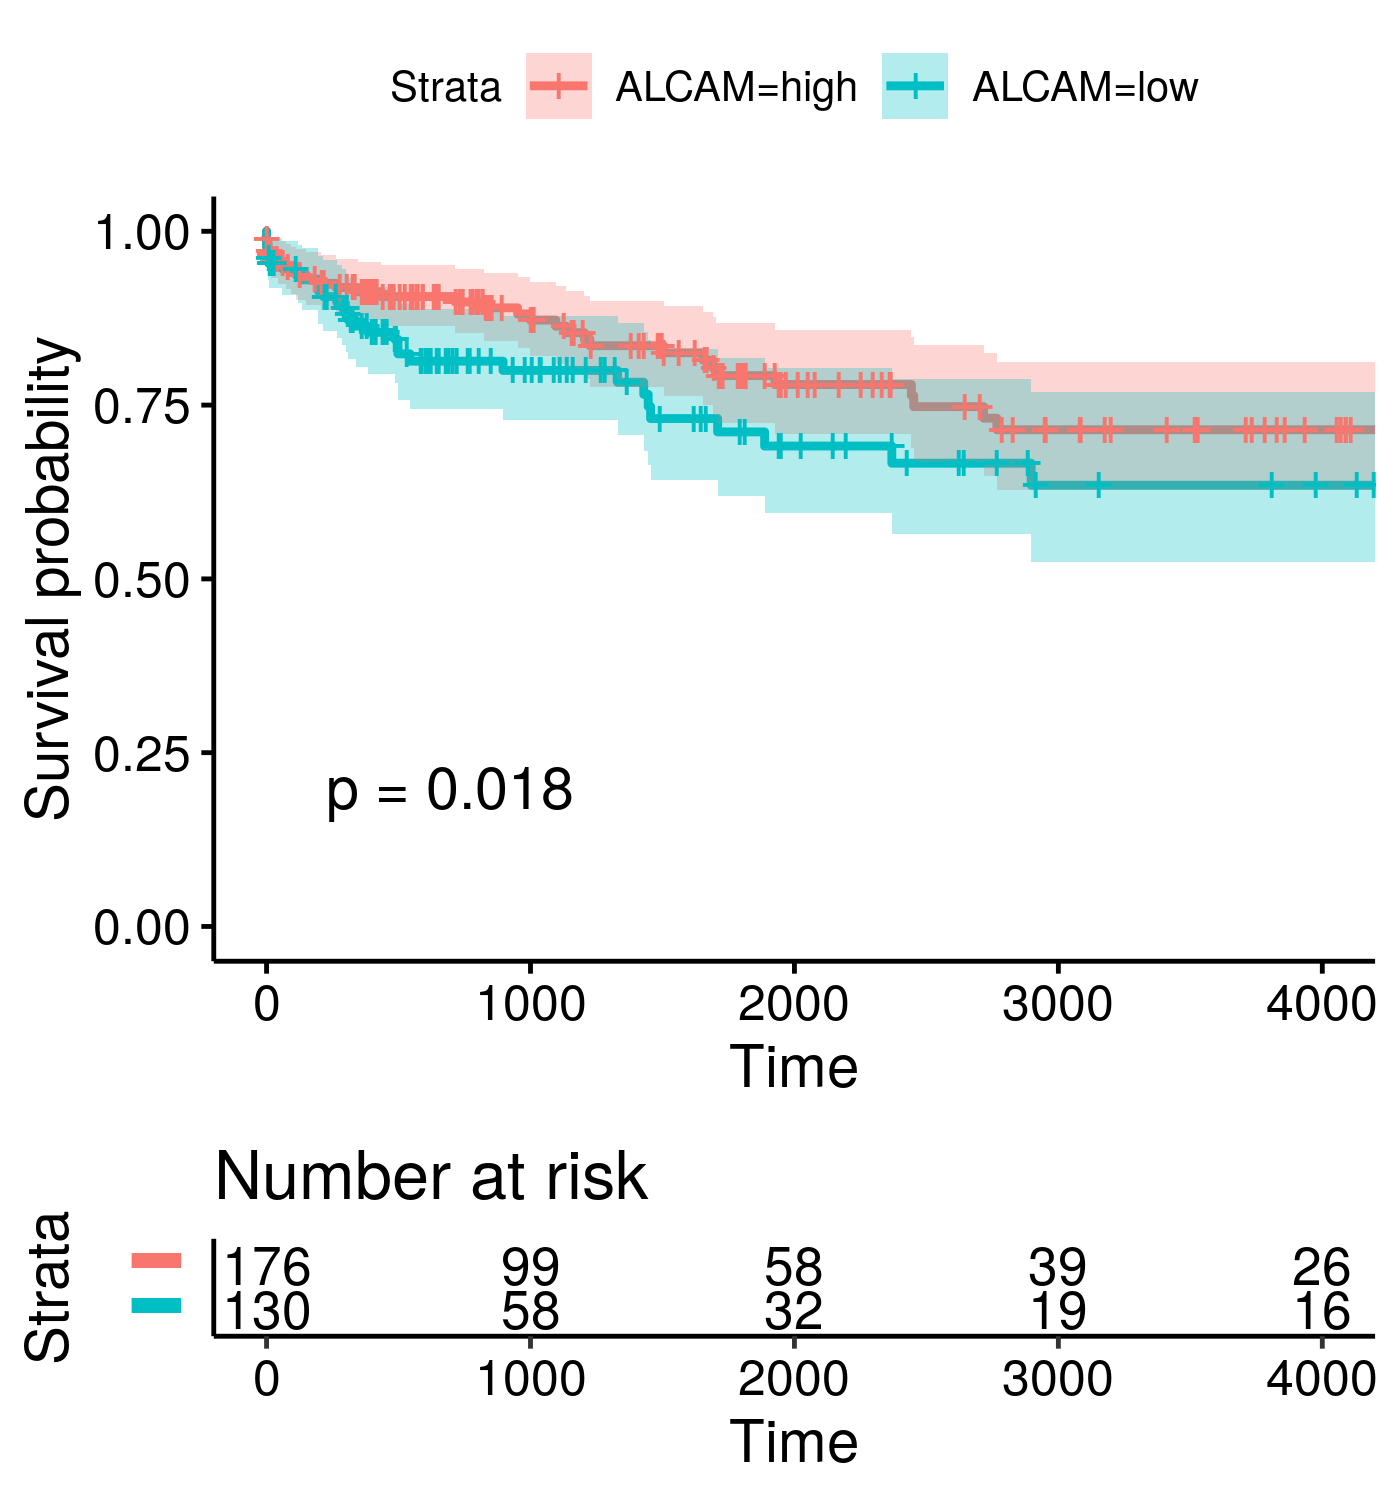 Strata ALCAM=high ALCAM=low
Survival probability
1.00
0.75
0.50
0.25
0.00
p = 0.018
0 1000 2000 3000 4000
Time
Number at risk
Strata
176 99 58 39 26
130 58 32 19 16
0 1000 2000 3000 4000
Time